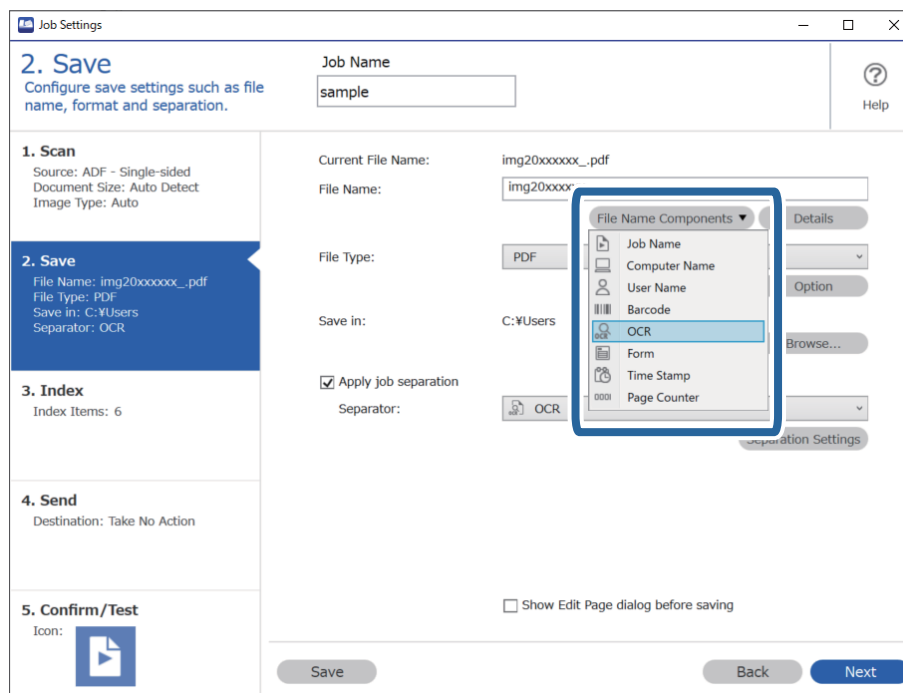 Job Settings
2. Save
Configure save settings such as file
name, format and separation.
Job Name
sample
Help
1. Scan
Source: ADF - Single-sided
Document Size: Auto Detect
Image Type: Auto
2. Save
File Name: img20xxxxxx_.pdf
File Type: PDF
Save in: C:¥Users
Separator: OCR
3. Index
Index Items: 6
4. Send
Destination: Take No Action
5. Confirm/Test
Icon:
Current File Name: img20xxxxxx_.pdf
File Name: img20xxxx
File Name Components ▼ Details
Job Name
Computer Name
User Name
Barcode
OCR OCR
Form
Time Stamp
0001 Page Counter
File Type: PDF
Option
Save in: C:¥Users
Browse...
Apply job separation
Separator: OCR
Separation Settings
Show Edit Page dialog before saving
Save Back Next